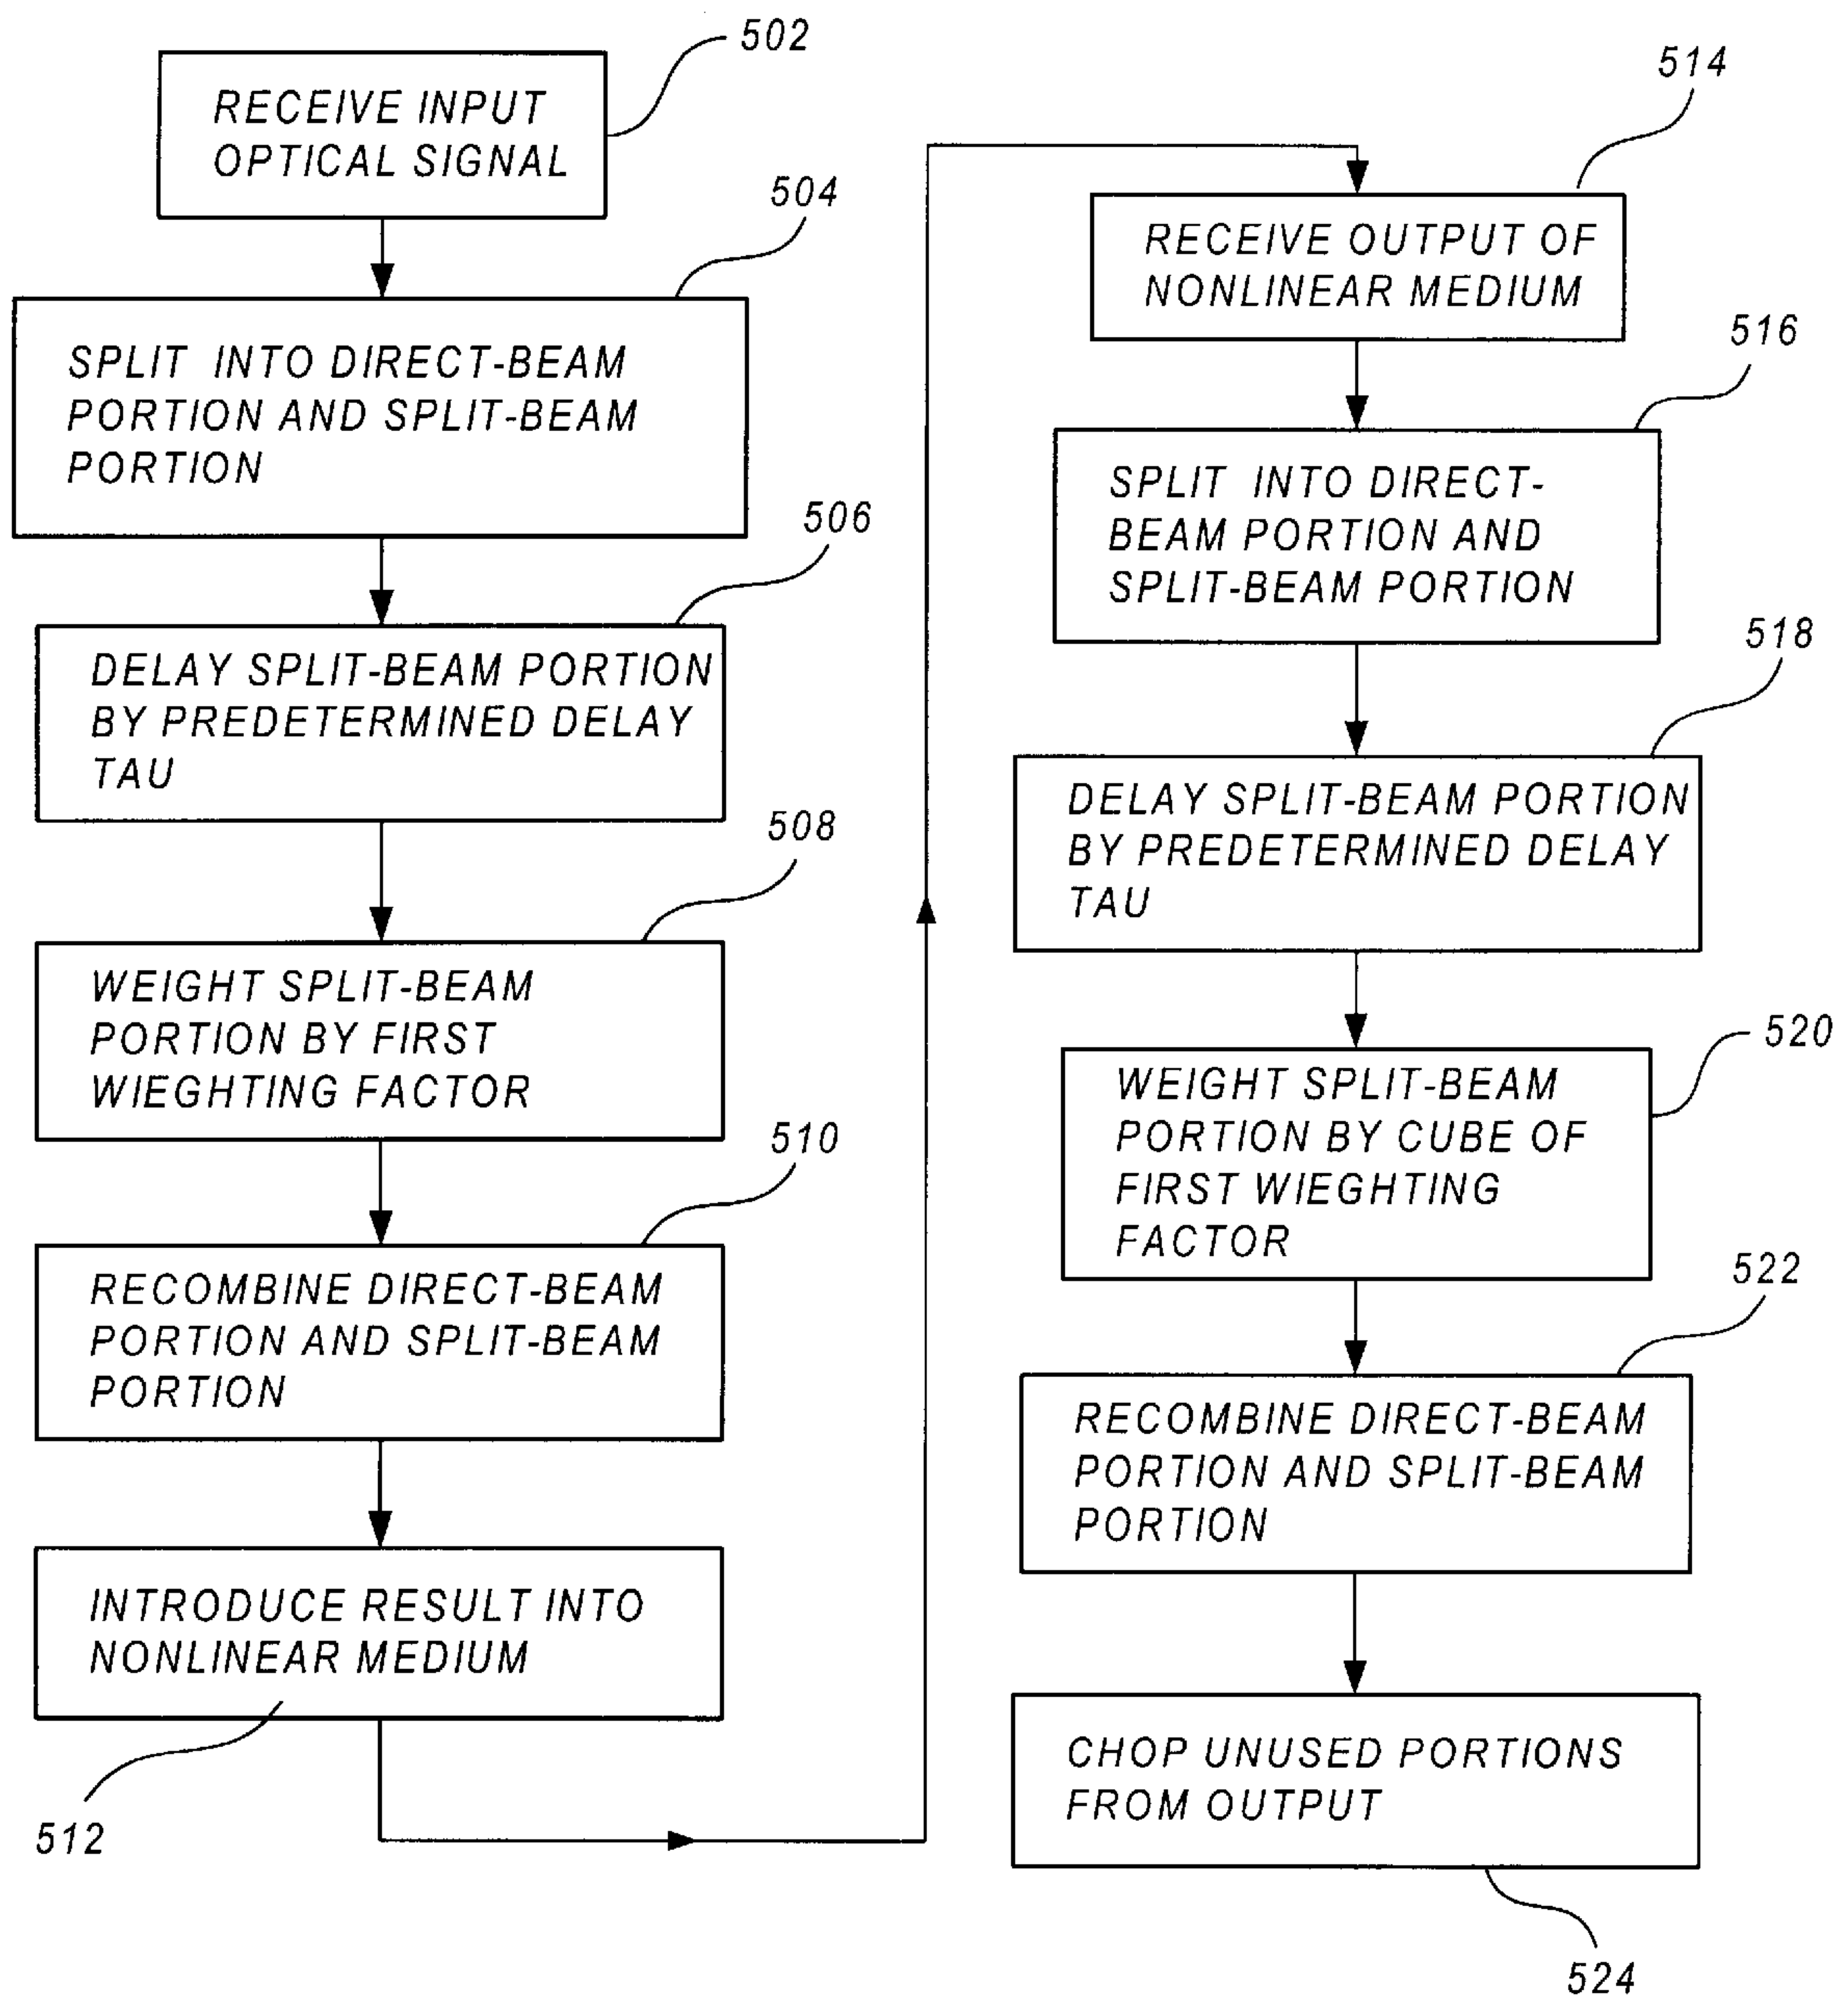 502
RECEIVE INPUT
OPTICAL SIGNAL
504
SPLIT INTO DIRECT-BEAM
PORTION AND SPLIT-BEAM
PORTION
506
DELAY SPLIT-BEAM PORTION
BY PREDETERMINED DELAY
TAU
508
WEIGHT SPLIT-BEAM
PORTION BY FIRST
WIEGHTING FACTOR
510
RECOMBINE DIRECT-BEAM
PORTION AND SPLIT-BEAM
PORTION
INTRODUCE RESULT INTO
NONLINEAR MEDIUM
512
514
RECEIVE OUTPUT OF
NONLINEAR MEDIUM
516
SPLIT INTO DIRECT-
BEAM PORTION AND
SPLIT-BEAM PORTION
518
DELAY SPLIT-BEAM PORTION
BY PREDETERMINED DELAY
TAU
520
WEIGHT SPLIT-BEAM
PORTION BY CUBE OF
FIRST WIEGHTING
FACTOR
522
RECOMBINE DIRECT-BEAM
PORTION AND SPLIT-BEAM
PORTION
CHOP UNUSED PORTIONS
FROM OUTPUT
524